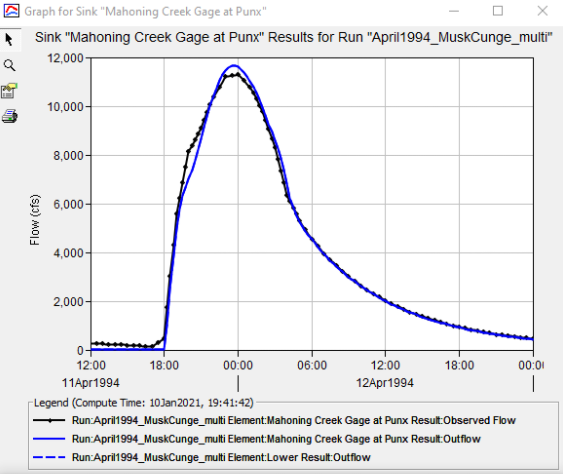 Graph for Sink "Mahoning Creek Gage at Punx"
Sink "Mahoning Creek Gage at Punx" Results for Run "April1994_MuskCunge_multi"
12,000
10,000
8,000
6,000
4,000
2,000
0
Flow (cfs)
12:00 18:00 00:00 06:00 12:00 18:00 00:0
11Apr1994 12Apr1994
Legend (Compute Time: 10Jan2021, 19:41:42)
Run:April1994_MuskCunge_multi Element:Mahoning Creek Gage at Punx Result:Observed Flow
Run:April1994_MuskCunge_multi Element:Mahoning Creek Gage at Punx Result:Outflow
Run:April1994_MuskCunge_multi Element:Lower Result:Outflow